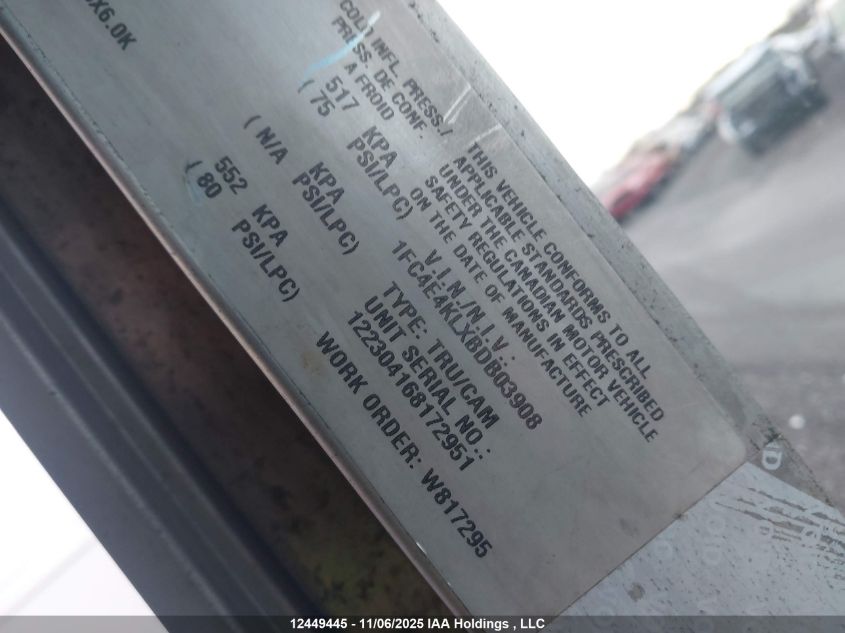 X6.0K
COLD INFL. PRESS./
PRESS. DE CONF.
A FROID
517 KPA
( 75 PSI/LPC)
KPA
( N/A PSI/LPC)
552 KPA
( 80 PSI/LPC)
THIS VEHICLE CONFORMS TO ALL
APPLICABLE STANDARDS PRESCRIBED
UNDER THE CANADIAN MOTOR VEHICLE
SAFETY REGULATIONS IN EFFECT
ON THE DATE OF MANUFACTURE
V.I.N./N.I.V.:
1FC4E4KLXBDB03908
TYPE: TRU/CAM
UNIT SERIAL NO.:
122304168172951
WORK ORDER: W817295
12449445 - 11/06/2025 IAA Holdings , LLC